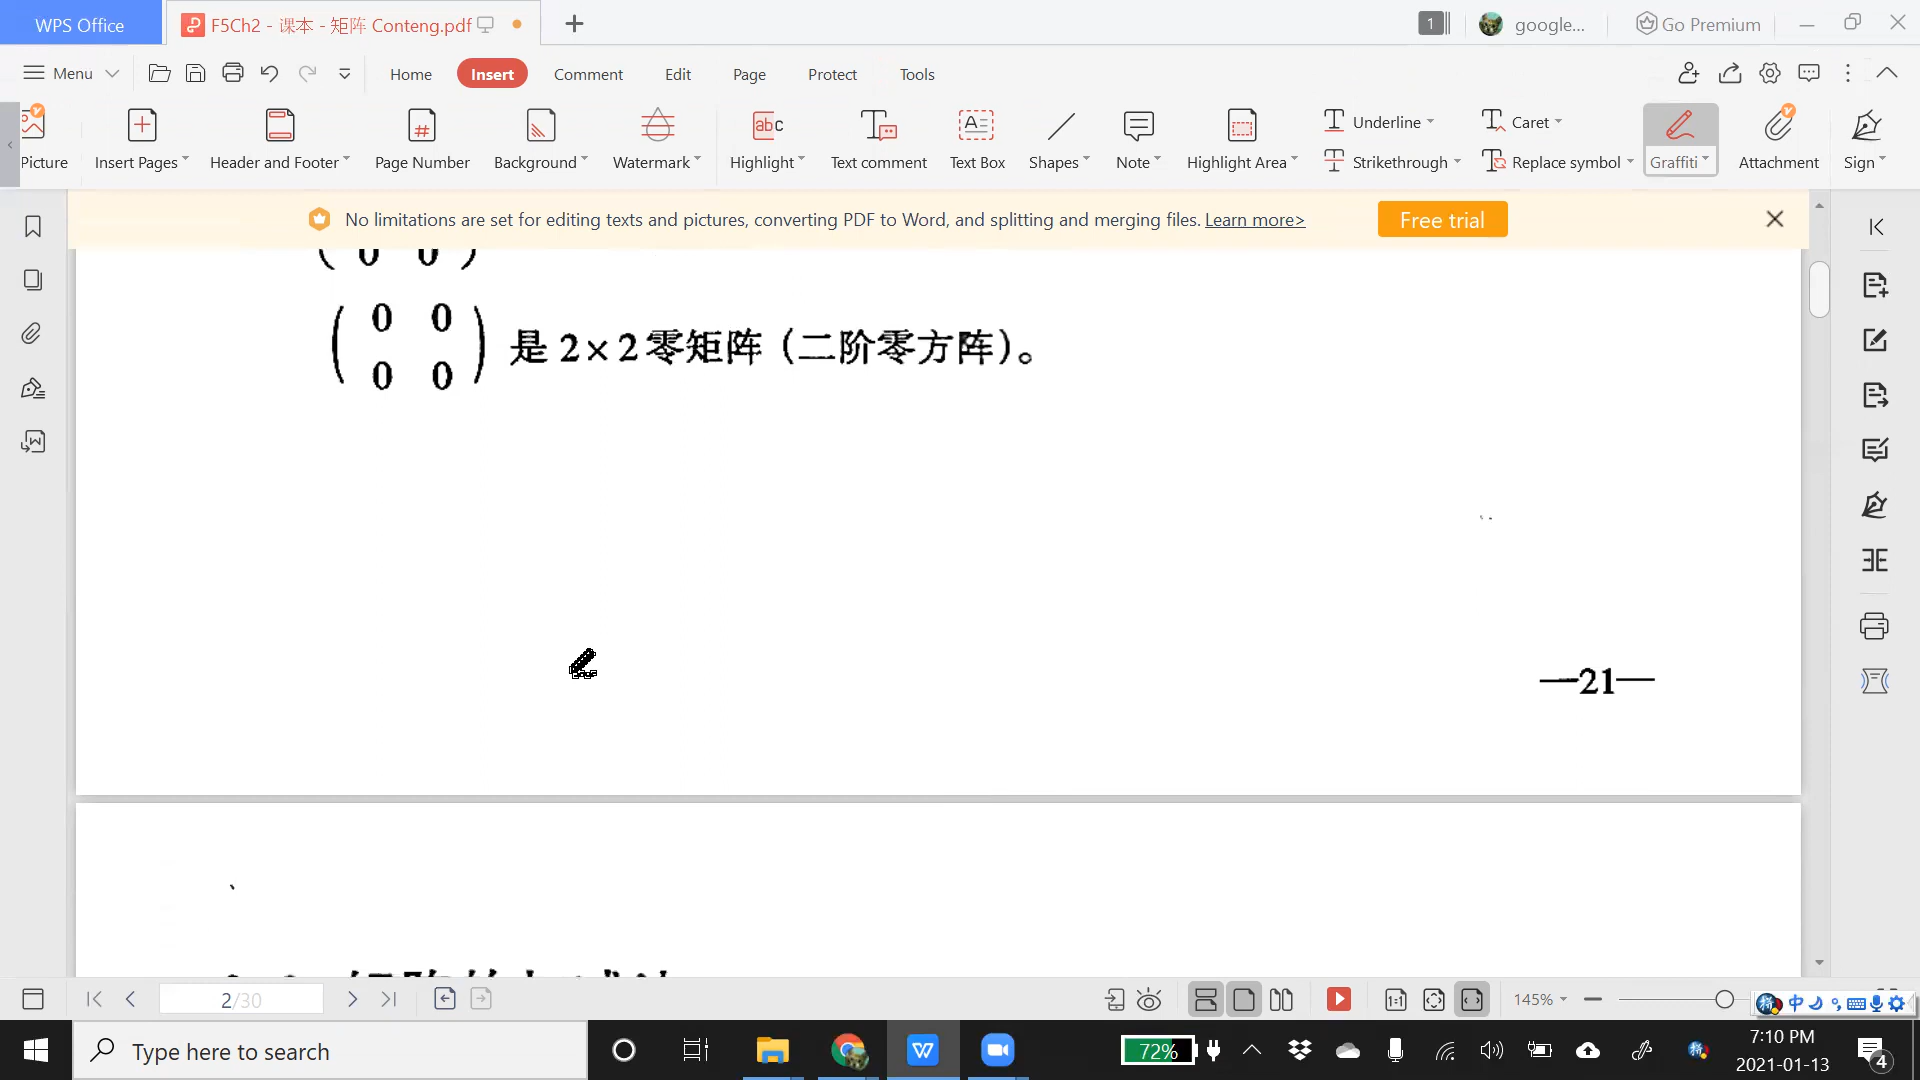 WPS Office
F5Ch2 - 课本 - 矩阵 Conteng.pdf
1
google...
Go Premium
Menu
Home
Insert
Comment
Edit
Page
Protect
Tools
Picture
Insert Pages
Header and Footer
Page Number
Background
Watermark
Highlight
Text comment
Text Box
Shapes
Note
Highlight Area
Underline
Strikethrough
Caret
Replace symbol
Graffiti
Attachment
Sign
No limitations are set for editing texts and pictures, converting PDF to Word, and splitting and merging files. Learn more>
Free trial
( 0 0 )
( 0 0
0 0 ) 是 2×2 零矩阵 (二阶零方阵)。
—21—
2/30
145%
中
Type here to search
72%
7:10 PM
2021-01-13
4